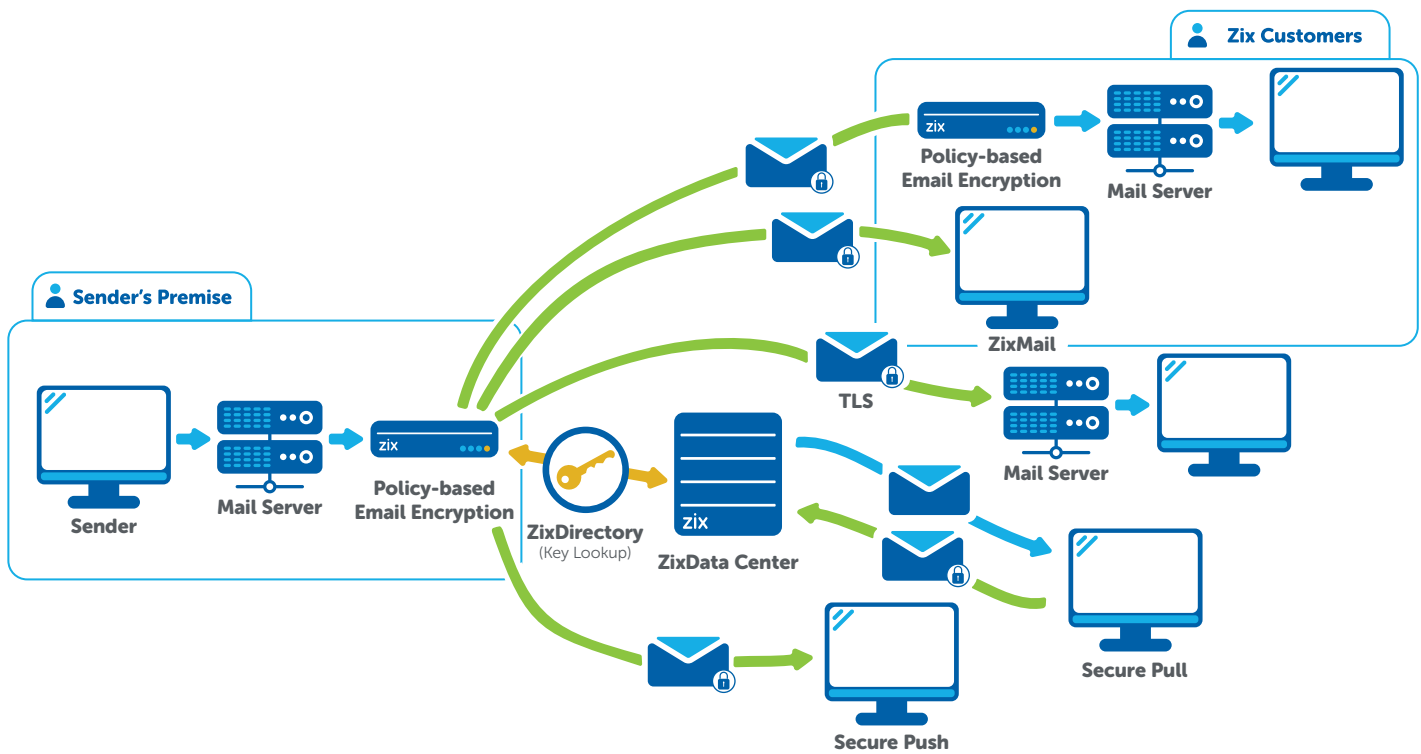 Zix Customers
zix
Policy-based
Email Encryption
Mail Server
ZixMail
Sender's Premise
Sender
Mail Server
zix
Policy-based
Email Encryption
ZixDirectory
(Key Lookup)
zix
ZixData Center
TLS
Mail Server
Secure Pull
Secure Push